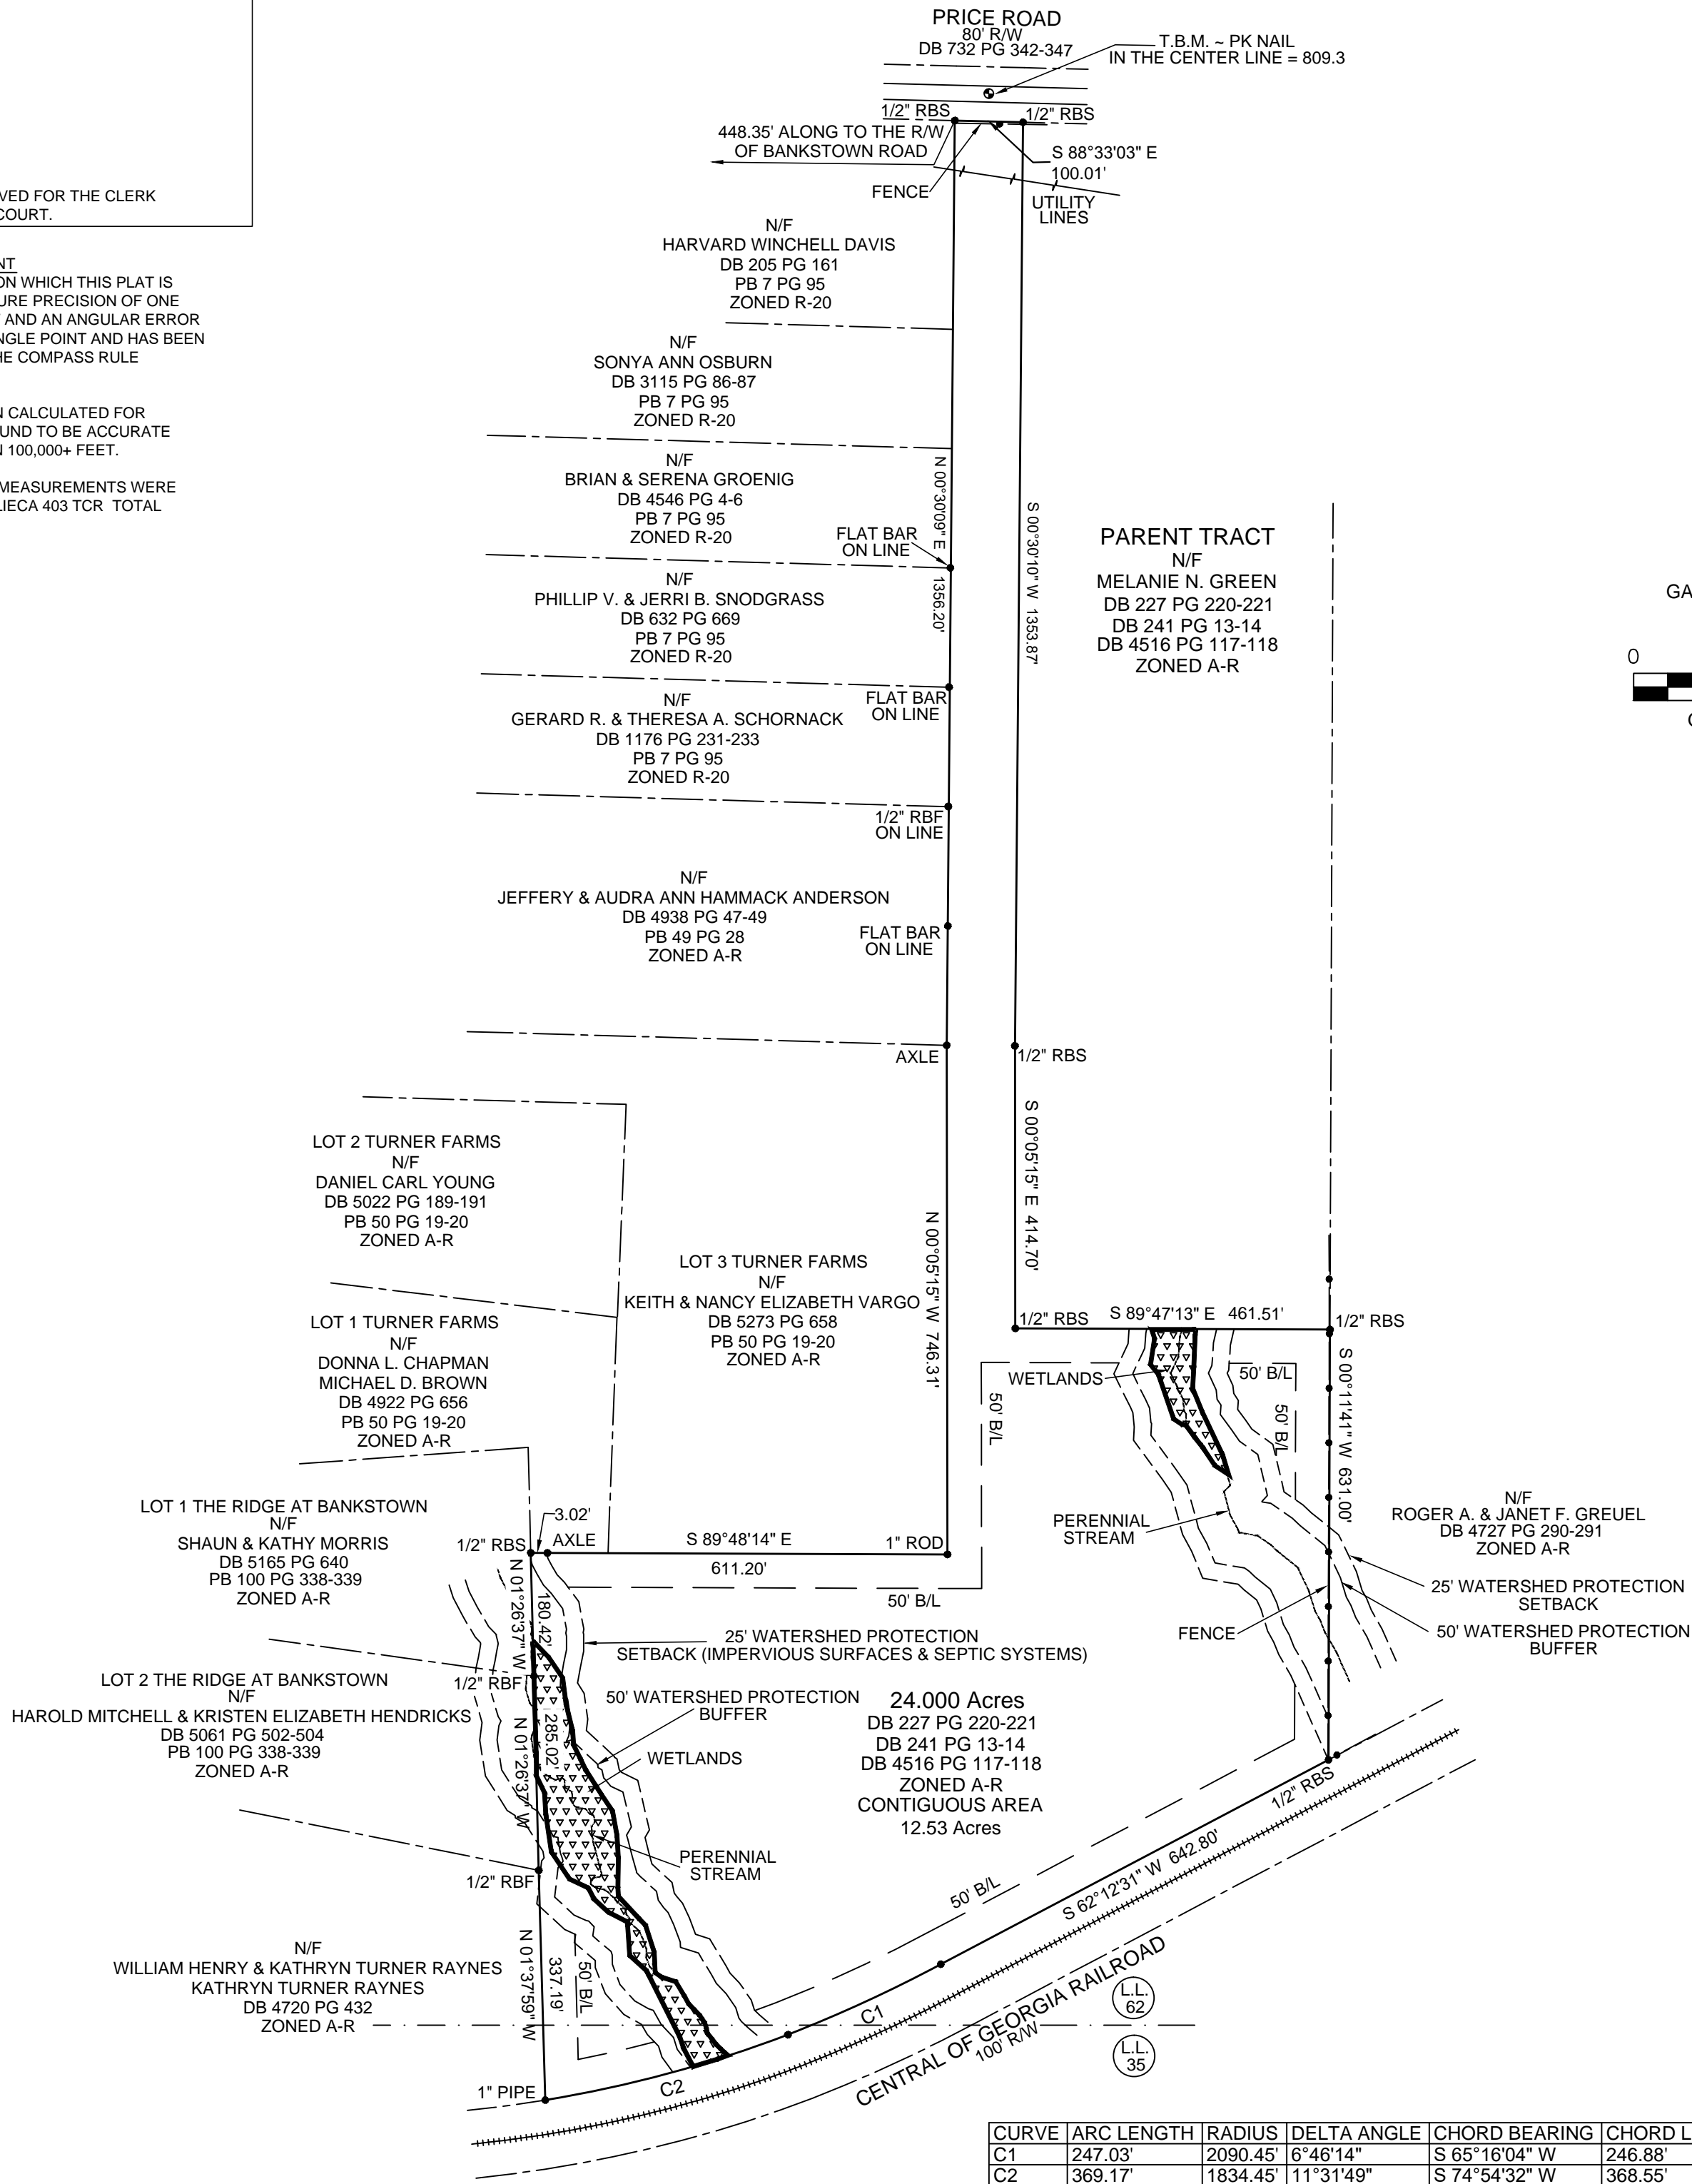 PRICE ROAD
80' R/W
DB 732 PG 342-347
T.B.M. ~ PK NAIL
IN THE CENTER LINE = 809.3
1/2" RBS
1/2" RBS
448.35' ALONG TO THE R/W
OF BANKSTOWN ROAD
S 88°33'03" E
100.01'
FENCE
UTILITY
LINES
VED FOR THE CLERK
COURT.
NT
ON WHICH THIS PLAT IS
URE PRECISION OF ONE
AND AN ANGULAR ERROR
NGLE POINT AND HAS BEEN
HE COMPASS RULE
N CALCULATED FOR
UND TO BE ACCURATE
N 100,000+ FEET.
MEASUREMENTS WERE
LIECA 403 TCR TOTAL
N/F
HARVARD WINCHELL DAVIS
DB 205 PG 161
PB 7 PG 95
ZONED R-20
N/F
SONYA ANN OSBURN
DB 3115 PG 86-87
PB 7 PG 95
ZONED R-20
N/F
BRIAN & SERENA GROENIG
DB 4546 PG 4-6
PB 7 PG 95
ZONED R-20
N 00°30'09" E 1356.20'
S 00°30'10" W 1353.87'
FLAT BAR
ON LINE
PARENT TRACT
N/F
MELANIE N. GREEN
DB 227 PG 220-221
DB 241 PG 13-14
DB 4516 PG 117-118
ZONED A-R
GA
0
N/F
PHILLIP V. & JERRI B. SNODGRASS
DB 632 PG 669
PB 7 PG 95
ZONED R-20
FLAT BAR
ON LINE
N/F
GERARD R. & THERESA A. SCHORNACK
DB 1176 PG 231-233
PB 7 PG 95
ZONED R-20
1/2" RBF
ON LINE
N/F
JEFFERY & AUDRA ANN HAMMACK ANDERSON
DB 4938 PG 47-49
PB 49 PG 28
ZONED A-R
FLAT BAR
ON LINE
AXLE
1/2" RBS
S 00°05'15" E 414.70'
LOT 2 TURNER FARMS
N/F
DANIEL CARL YOUNG
DB 5022 PG 189-191
PB 50 PG 19-20
ZONED A-R
LOT 3 TURNER FARMS
N/F
KEITH & NANCY ELIZABETH VARGO
DB 5273 PG 658
PB 50 PG 19-20
ZONED A-R
N 00°05'15" W 746.31'
LOT 1 TURNER FARMS
N/F
DONNA L. CHAPMAN
MICHAEL D. BROWN
DB 4922 PG 656
PB 50 PG 19-20
ZONED A-R
1/2" RBS
S 89°47'13" E 461.51'
1/2" RBS
WETLANDS
50' B/L
50' B/L
50' B/L
S 00°11'41" W 631.00'
PERENNIAL
STREAM
N/F
ROGER A. & JANET F. GREUEL
DB 4727 PG 290-291
ZONED A-R
25' WATERSHED PROTECTION
SETBACK
50' WATERSHED PROTECTION
BUFFER
FENCE
LOT 1 THE RIDGE AT BANKSTOWN
N/F
SHAUN & KATHY MORRIS
DB 5165 PG 640
PB 100 PG 338-339
ZONED A-R
1/2" RBS
3.02'
AXLE
S 89°48'14" E
611.20'
1" ROD
50' B/L
N 01°26'37" W
180.42'
25' WATERSHED PROTECTION
SETBACK (IMPERVIOUS SURFACES & SEPTIC SYSTEMS)
LOT 2 THE RIDGE AT BANKSTOWN
N/F
HAROLD MITCHELL & KRISTEN ELIZABETH HENDRICKS
DB 5061 PG 502-504
PB 100 PG 338-339
ZONED A-R
1/2" RBF
N 01°26'37" W
285.02'
50' WATERSHED PROTECTION
BUFFER
WETLANDS
24.000 Acres
DB 227 PG 220-221
DB 241 PG 13-14
DB 4516 PG 117-118
ZONED A-R
CONTIGUOUS AREA
12.53 Acres
PERENNIAL
STREAM
1/2" RBF
1/2" RBS
50' B/L
S 62°12'31" W 642.80'
N/F
WILLIAM HENRY & KATHRYN TURNER RAYNES
KATHRYN TURNER RAYNES
DB 4720 PG 432
ZONED A-R
N 01°37'59" W
337.19'
50' B/L
C1
CENTRAL OF GEORGIA RAILROAD
100' R/W
L.L.
62
L.L.
35
1" PIPE
C2
CURVE ARC LENGTH RADIUS DELTA ANGLE CHORD BEARING CHORD L
C1 247.03' 2090.45' 6°46'14" S 65°16'04" W 246.88'
C2 369.17' 1834.45' 11°31'49" S 74°54'32" W 368.55'